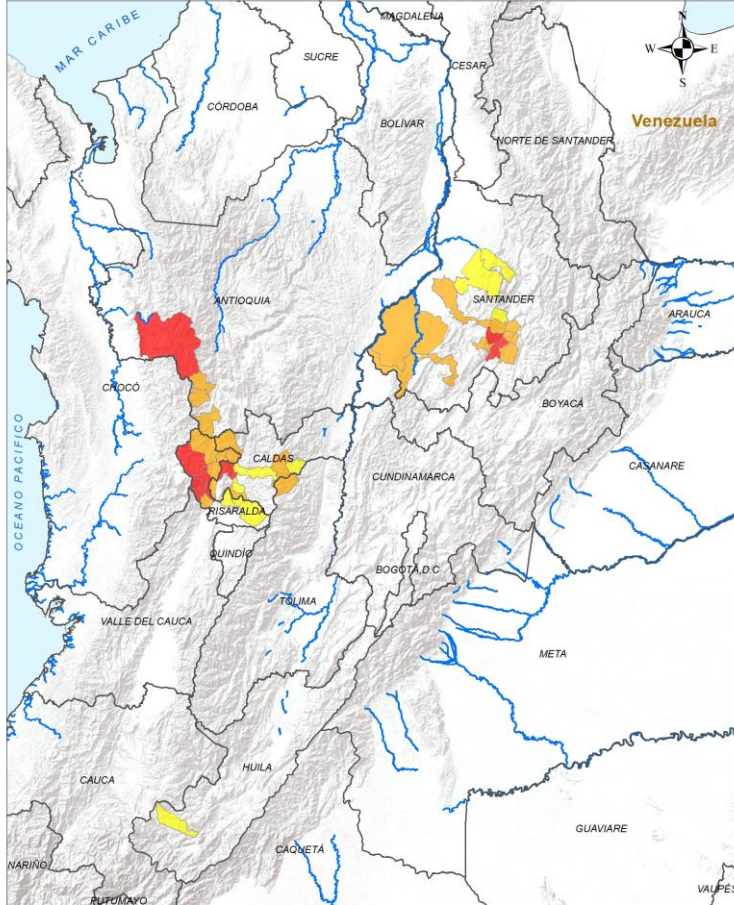 MAGDALENA
N
MAR CARIBE
SUCRE
CESAR
W
E
S
CÓRDOBA
BOLÍVAR
Venezuela
NORTE DE SANTANDER
ANTIOQUIA
SANTANDER
ARAUCA
CHOCÓ
BOYACÁ
OCEANO PACIFICO
CALDAS
CASANARE
CUNDINAMARCA
RISARALDA
QUINDÍO
BOGOTÁ, D.C
TOLIMA
VALLE DEL CAUCA
META
HUILA
CAUCA
GUAVIARE
CAQUETÁ
NARIÑO
PUTUMAYO
VAUPÉS